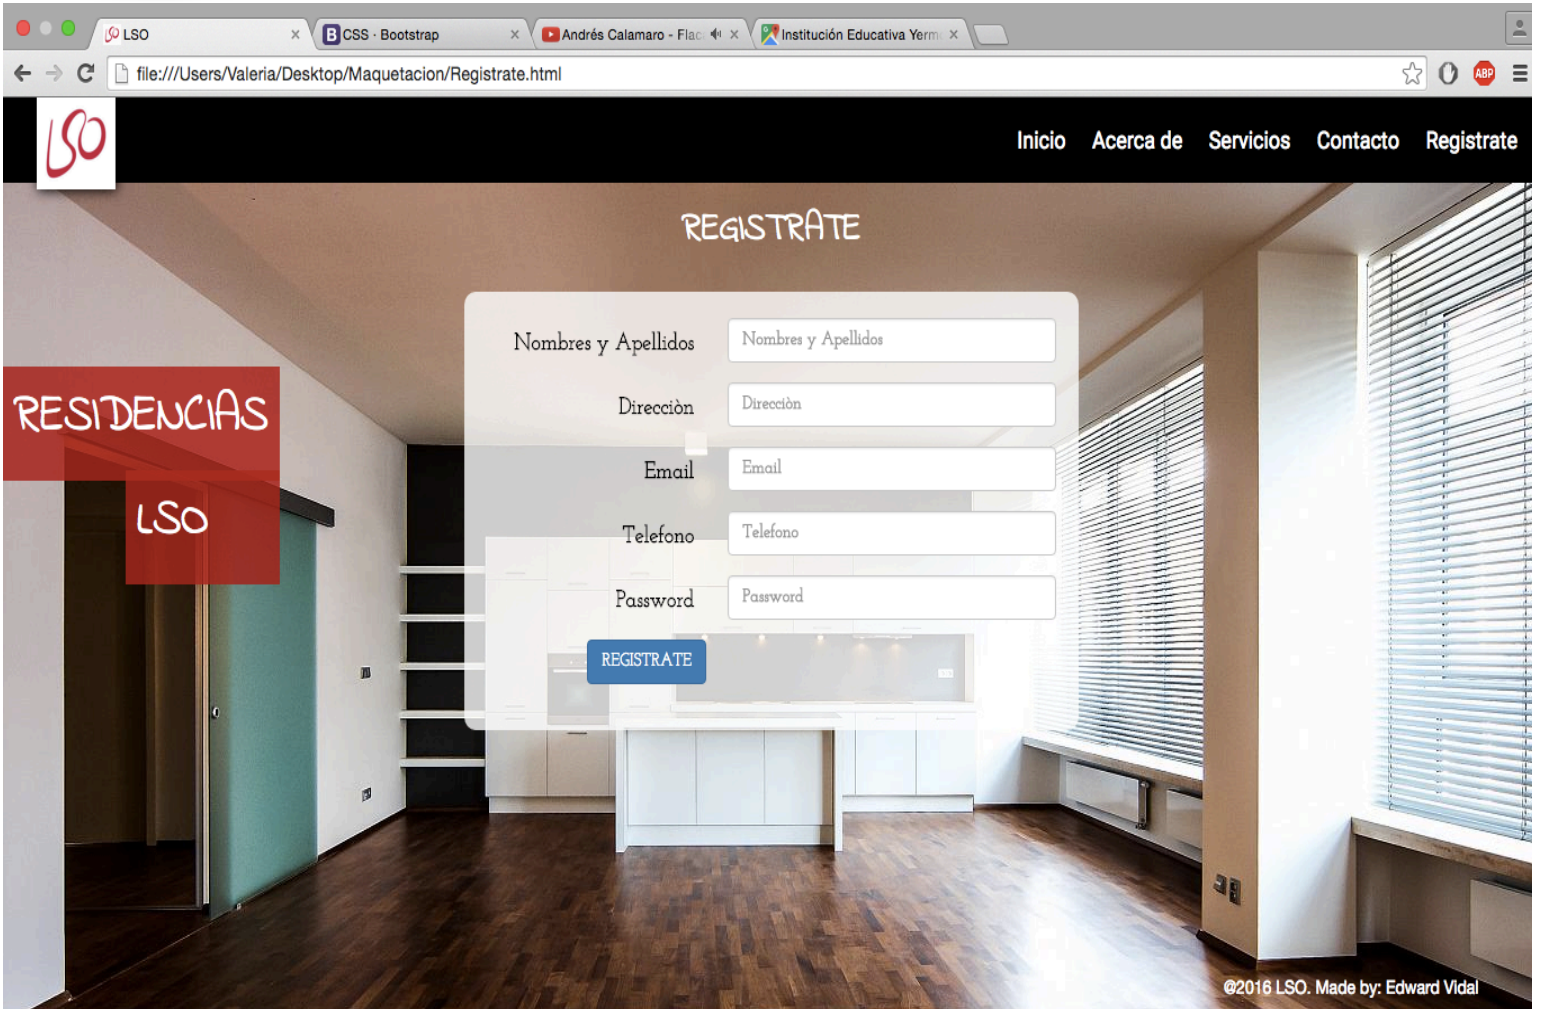 LSO
CSS · Bootstrap
Andrés Calamaro - Flac
Institución Educativa Yerm
file:///Users/Valeria/Desktop/Maquetacion/Registrate.html
ABP
LSO
Inicio Acerca de Servicios Contacto Registrate
REGISTRATE
RESIDENCIAS
LSO
Nombres y Apellidos Nombres y Apellidos
Direcciòn Direcciòn
Email Email
Telefono Telefono
Password Password
REGISTRATE
@2016 LSO. Made by: Edward Vidal